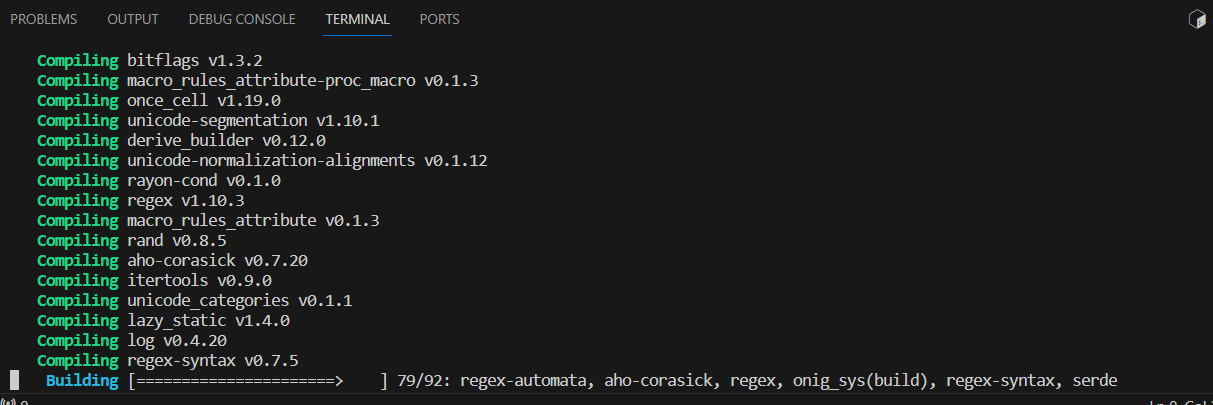 PROBLEMS OUTPUT DEBUG CONSOLE TERMINAL PORTS
Compiling bitflags v1.3.2
Compiling macro_rules_attribute-proc_macro v0.1.3
Compiling once_cell v1.19.0
Compiling unicode-segmentation v1.10.1
Compiling derive_builder v0.12.0
Compiling unicode-normalization-alignments v0.1.12
Compiling rayon-cond v0.1.0
Compiling regex v1.10.3
Compiling macro_rules_attribute v0.1.3
Compiling rand v0.8.5
Compiling aho-corasick v0.7.20
Compiling itertools v0.9.0
Compiling unicode_categories v0.1.1
Compiling lazy_static v1.4.0
Compiling log v0.4.20
Compiling regex-syntax v0.7.5
Building [======================>    ] 79/92: regex-automata, aho-corasick, regex, onig_sys(build), regex-syntax, serde